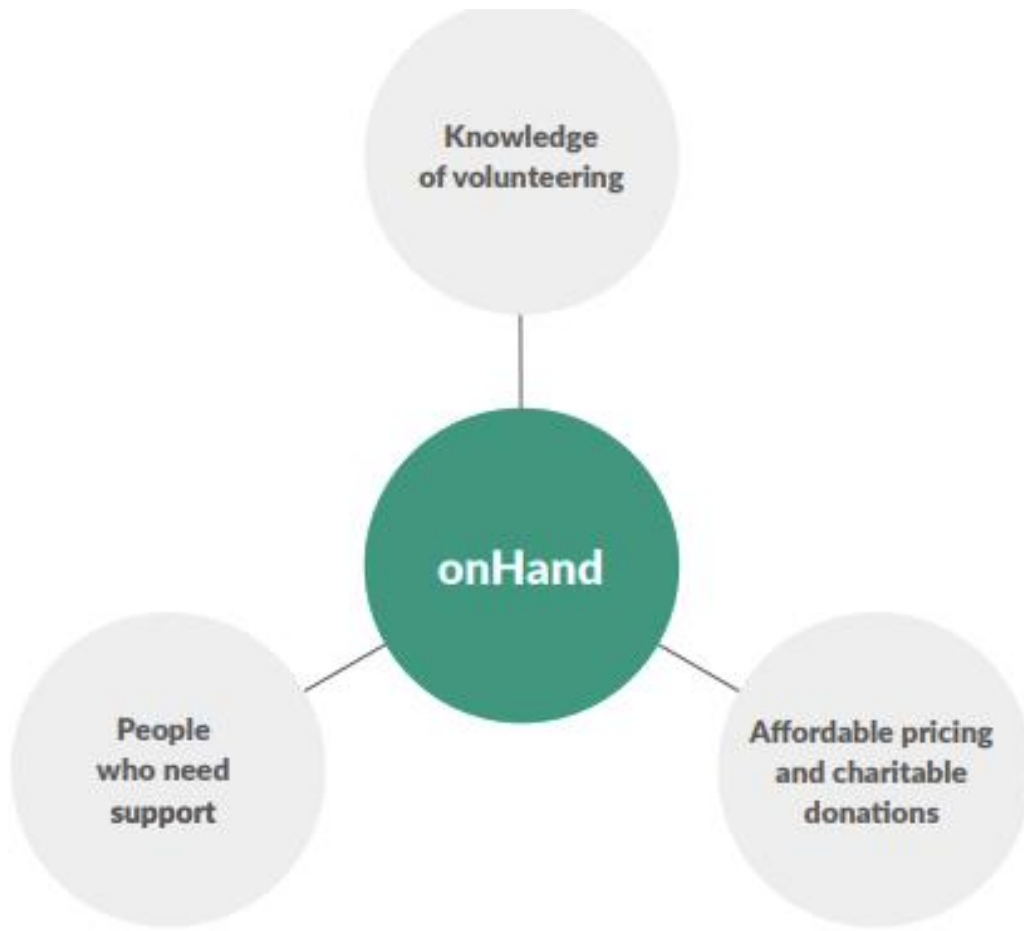 Knowledge
of volunteering
onHand
People
who need
support
Affordable pricing
and charitable
donations